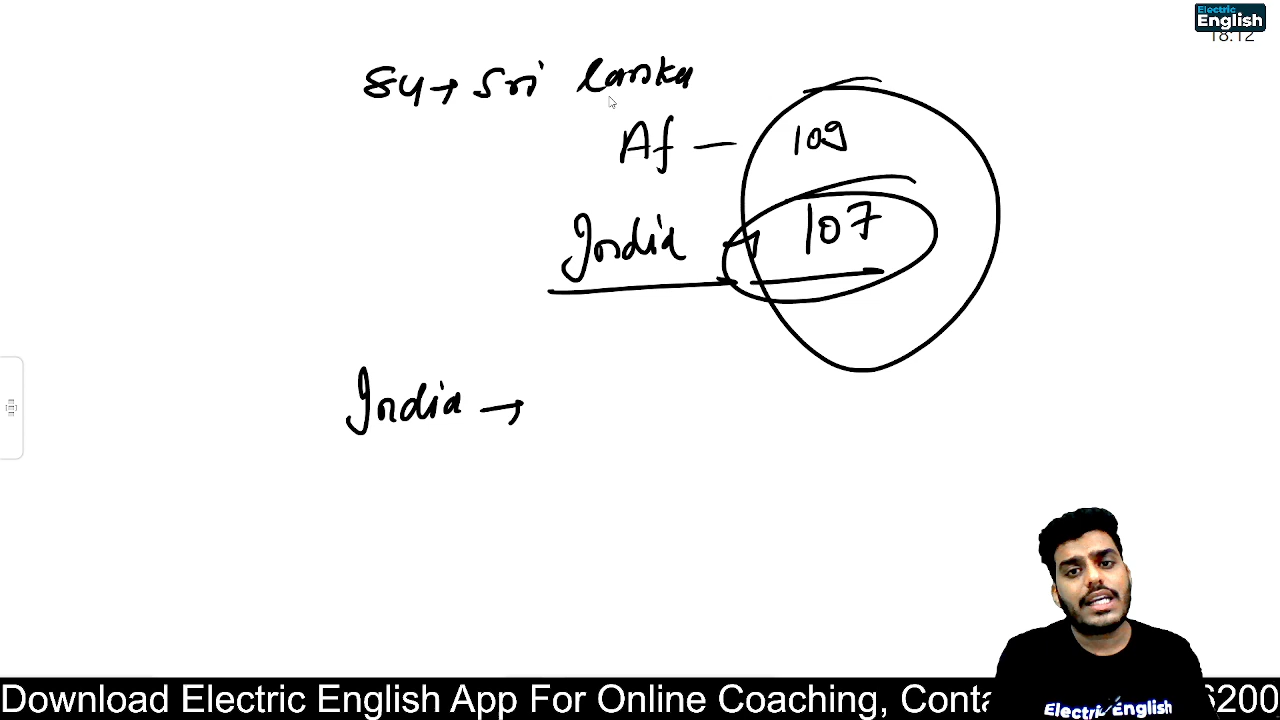 Electric
English
18:12
84 → Sri Lanka
Af — 109
India → 107
India →
Download Electric English App For Online Coaching, Conta
6200
Electric English